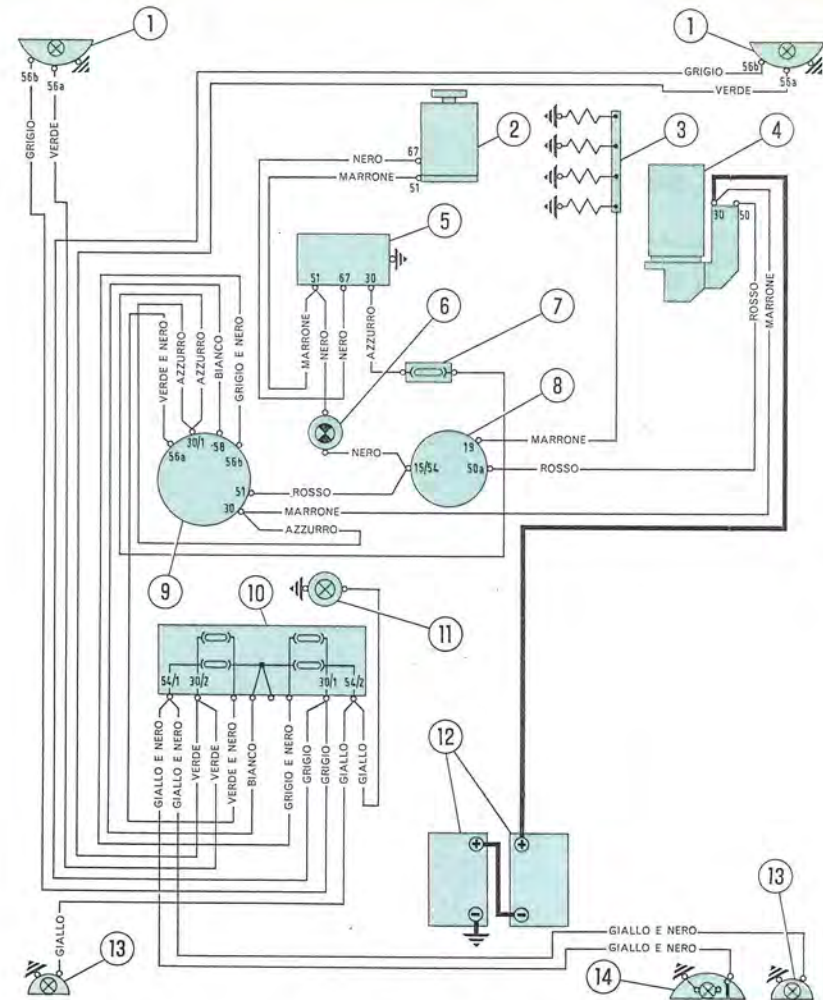 1
1
56b
56a
GRIGIO
VERDE
GRIGIO
VERDE
56b
56a
2
3
4
67
NERO
MARRONE
51
30
50
ROSSO
MARRONE
5
51
67
30
MARRONE
NERO
NERO
AZZURRO
6
7
8
VERDE E NERO
AZZURRO
AZZURRO
BIANCO
GRIGIO E NERO
56a
30/1
58
56b
51
30
NERO
15/54
19
50a
MARRONE
ROSSO
ROSSO
MARRONE
AZZURRO
9
10
11
54/1
30/2
30/1
54/2
GIALLO E NERO
GIALLO E NERO
VERDE
VERDE
VERDE E NERO
BIANCO
GRIGIO E NERO
GRIGIO
GRIGIO
GIALLO
GIALLO
12
+
+
−
−
GIALLO
13
GIALLO E NERO
GIALLO E NERO
13
14